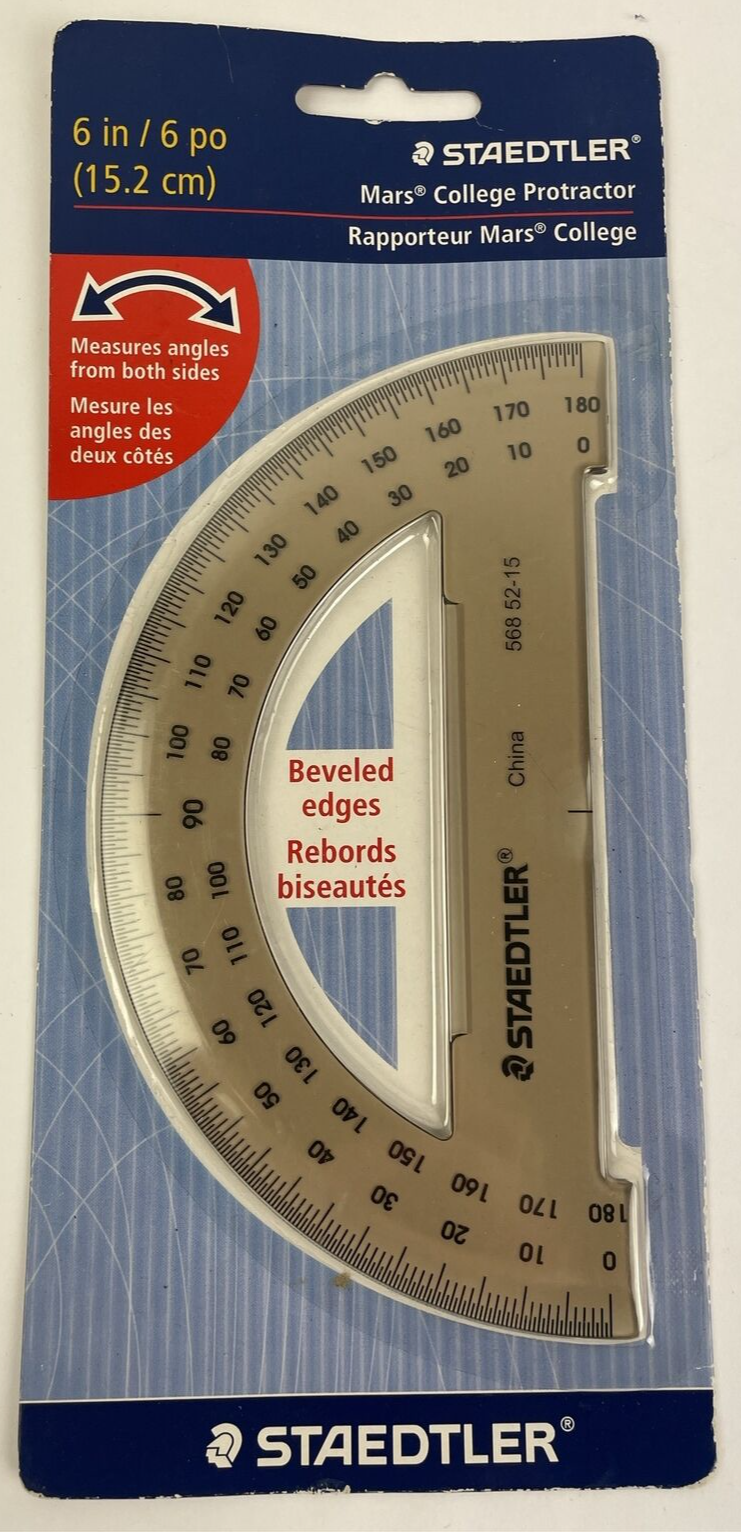 6 in / 6 po
(15.2 cm)
STAEDTLER®
Mars® College Protractor
Rapporteur Mars® College
Measures angles
from both sides
Mesure les
angles des
deux côtés
180 170 160 150 140 130 120 110 100 90 80 70 60 50 40 30 20 10 0
0 10 20 30 40 50 60 70 80 100 110 120 130 140 150 160 170 180
Beveled
edges
Rebords
biseautés
STAEDTLER® China 568 52-15
STAEDTLER®